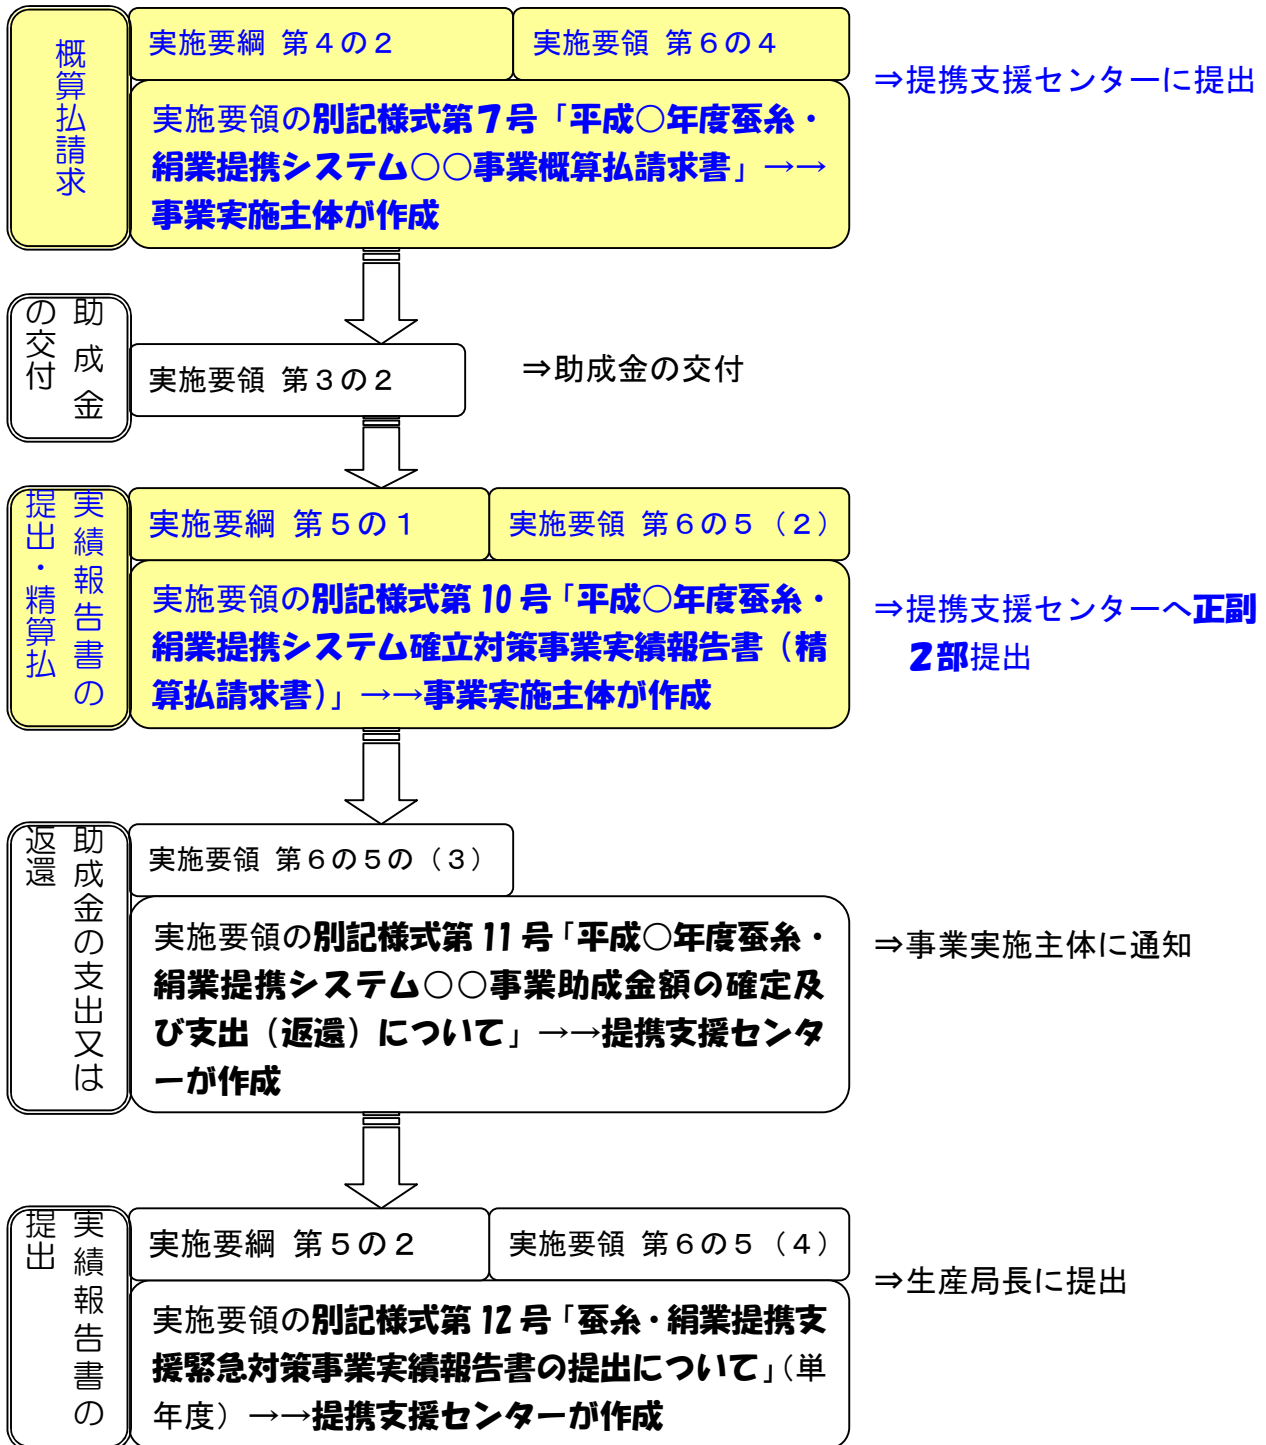 概算払請求
実施要綱 第４の２
実施要領 第６の４
実施要領の別記様式第７号「平成○年度蚕糸・
絹業提携システム○○事業概算払請求書」→→
事業実施主体が作成
⇒提携支援センターに提出
助成金
の交付
実施要領 第３の２
⇒助成金の交付
実績報告書の
提出・精算払
実施要綱 第５の１
実施要領 第６の５（２）
実施要領の別記様式第10号「平成○年度蚕糸・
絹業提携システム確立対策事業実績報告書（精
算払請求書）」→→事業実施主体が作成
⇒提携支援センターへ正副
２部提出
助成金の支出又は
返還
実施要領 第６の５の（３）
実施要領の別記様式第11号「平成○年度蚕糸・
絹業提携システム○○事業助成金額の確定及
び支出（返還）について」→→提携支援センタ
ーが作成
⇒事業実施主体に通知
実績報告書の
提出
実施要綱 第５の２
実施要領 第６の５（４）
実施要領の別記様式第12号「蚕糸・絹業提携支
援緊急対策事業実績報告書の提出について」（単
年度）→→提携支援センターが作成
⇒生産局長に提出